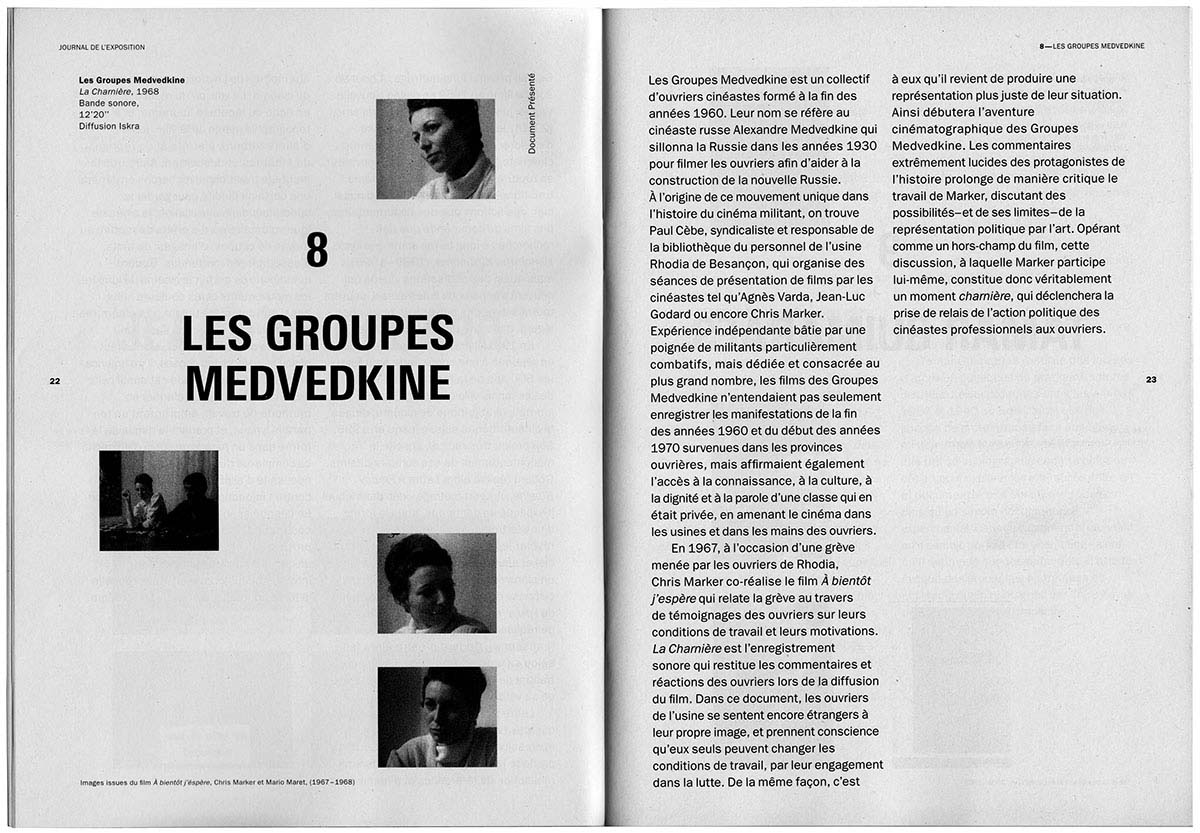 JOURNAL DE L'EXPOSITION
Les Groupes Medvedkine
La Charnière, 1968
Bande sonore,
12'20''
Diffusion Iskra
Document Présenté
8
LES GROUPES
MEDVEDKINE
22
Images issues du film À bientôt j'éspère, Chris Marker et Mario Maret, (1967–1968)
8—LES GROUPES MEDVEDKINE
Les Groupes Medvedkine est un collectif
d'ouvriers cinéastes formé à la fin des
années 1960. Leur nom se réfère au
cinéaste russe Alexandre Medvedkine qui
sillonna la Russie dans les années 1930
pour filmer les ouvriers afin d'aider à la
construction de la nouvelle Russie.
À l'origine de ce mouvement unique dans
l'histoire du cinéma militant, on trouve
Paul Cèbe, syndicaliste et responsable de
la bibliothèque du personnel de l'usine
Rhodia de Besançon, qui organise des
séances de présentation de films par les
cinéastes tel qu'Agnès Varda, Jean-Luc
Godard ou encore Chris Marker.
Expérience indépendante bâtie par une
poignée de militants particulièrement
combatifs, mais dédiée et consacrée au
plus grand nombre, les films des Groupes
Medvedkine n'entendaient pas seulement
enregistrer les manifestations de la fin
des années 1960 et du début des années
1970 survenues dans les provinces
ouvrières, mais affirmaient également
l'accès à la connaissance, à la culture, à
la dignité et à la parole d'une classe qui en
était privée, en amenant le cinéma dans
les usines et dans les mains des ouvriers.
En 1967, à l'occasion d'une grève
menée par les ouvriers de Rhodia,
Chris Marker co-réalise le film À bientôt
j'espère qui relate la grève au travers
de témoignages des ouvriers sur leurs
conditions de travail et leurs motivations.
La Charnière est l'enregistrement
sonore qui restitue les commentaires et
réactions des ouvriers lors de la diffusion
du film. Dans ce document, les ouvriers
de l'usine se sentent encore étrangers à
leur propre image, et prennent conscience
qu'eux seuls peuvent changer les
conditions de travail, par leur engagement
dans la lutte. De la même façon, c'est
à eux qu'il revient de produire une
représentation plus juste de leur situation.
Ainsi débutera l'aventure
cinématographique des Groupes
Medvedkine. Les commentaires
extrêmement lucides des protagonistes de
l'histoire prolonge de manière critique le
travail de Marker, discutant des
possibilités–et de ses limites–de la
représentation politique par l'art. Opérant
comme un hors-champ du film, cette
discussion, à laquelle Marker participe
lui-même, constitue donc véritablement
un moment charnière, qui déclenchera la
prise de relais de l'action politique des
cinéastes professionnels aux ouvriers.
23